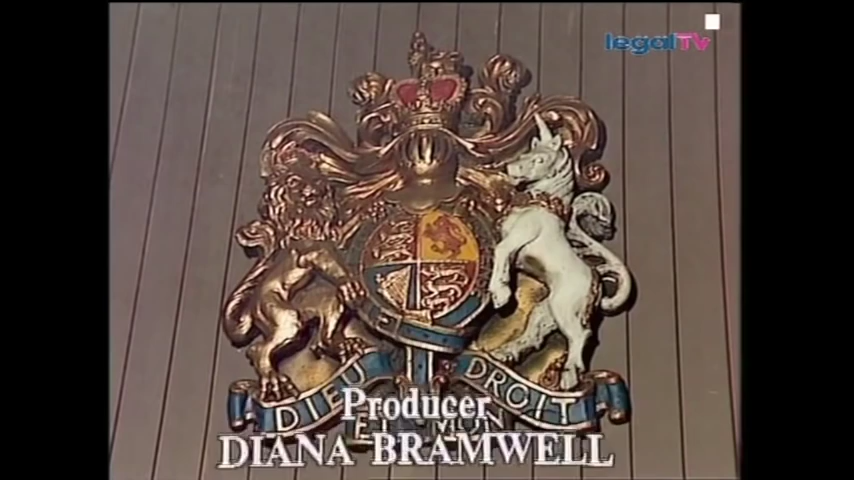 legalTV
DIEU ET MON DROIT
Producer
DIANA BRAMWELL